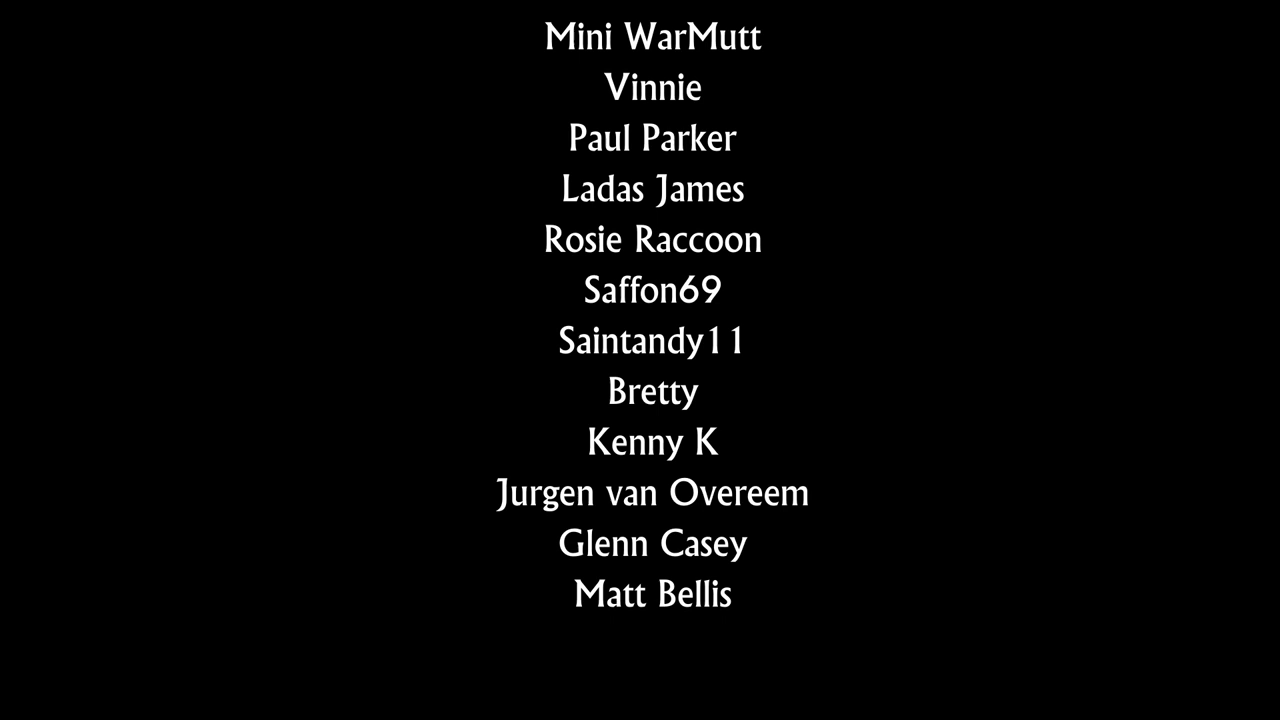 Mini WarMutt
Vinnie
Paul Parker
Ladas James
Rosie Raccoon
Saffon69
Saintandy11
Bretty
Kenny K
Jurgen van Overeem
Glenn Casey
Matt Bellis